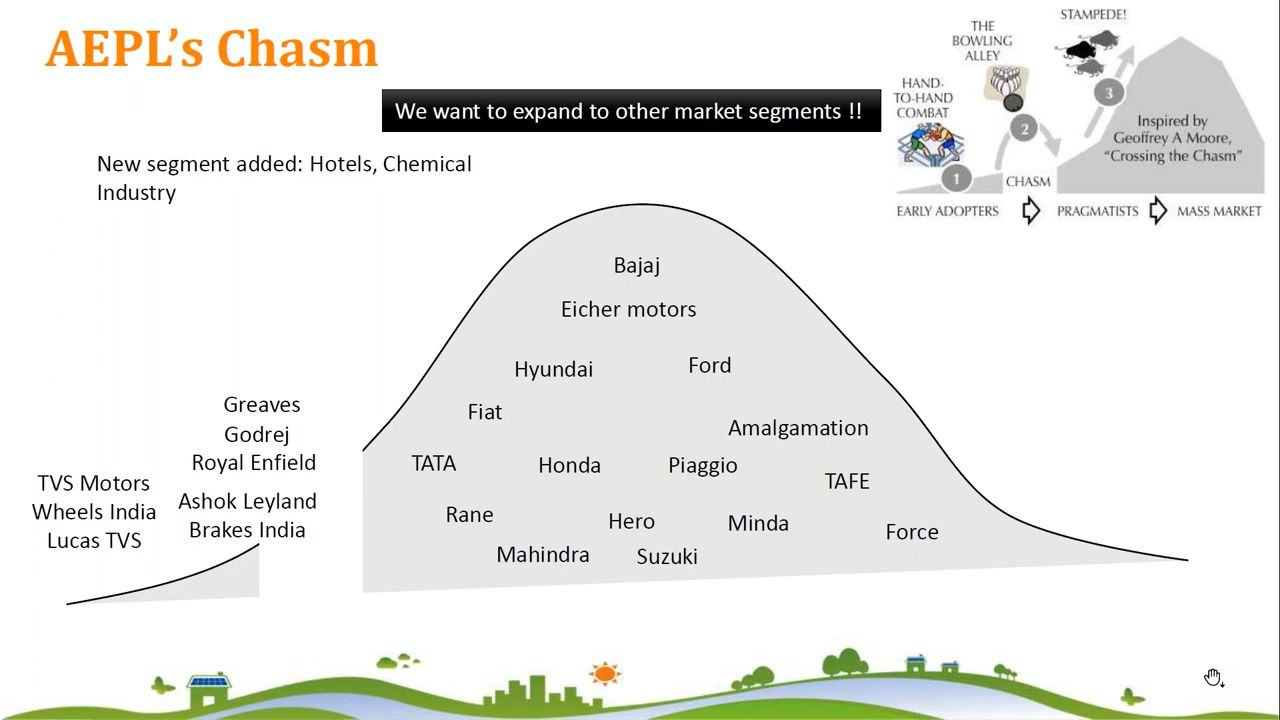 AEPL’s Chasm
We want to expand to other market segments !!
New segment added: Hotels, Chemical
Industry
STAMPEDE!
THE
BOWLING
ALLEY
HAND-
TO-HAND
COMBAT
1
2
3
CHASM
Inspired by
Geoffrey A Moore,
“Crossing the Chasm”
EARLY ADOPTERS
PRAGMATISTS
MASS MARKET
TVS Motors
Wheels India
Lucas TVS
Greaves
Godrej
Royal Enfield
Ashok Leyland
Brakes India
Bajaj
Eicher motors
Hyundai
Ford
Fiat
Amalgamation
TATA
Honda
Piaggio
TAFE
Rane
Hero
Minda
Force
Mahindra
Suzuki